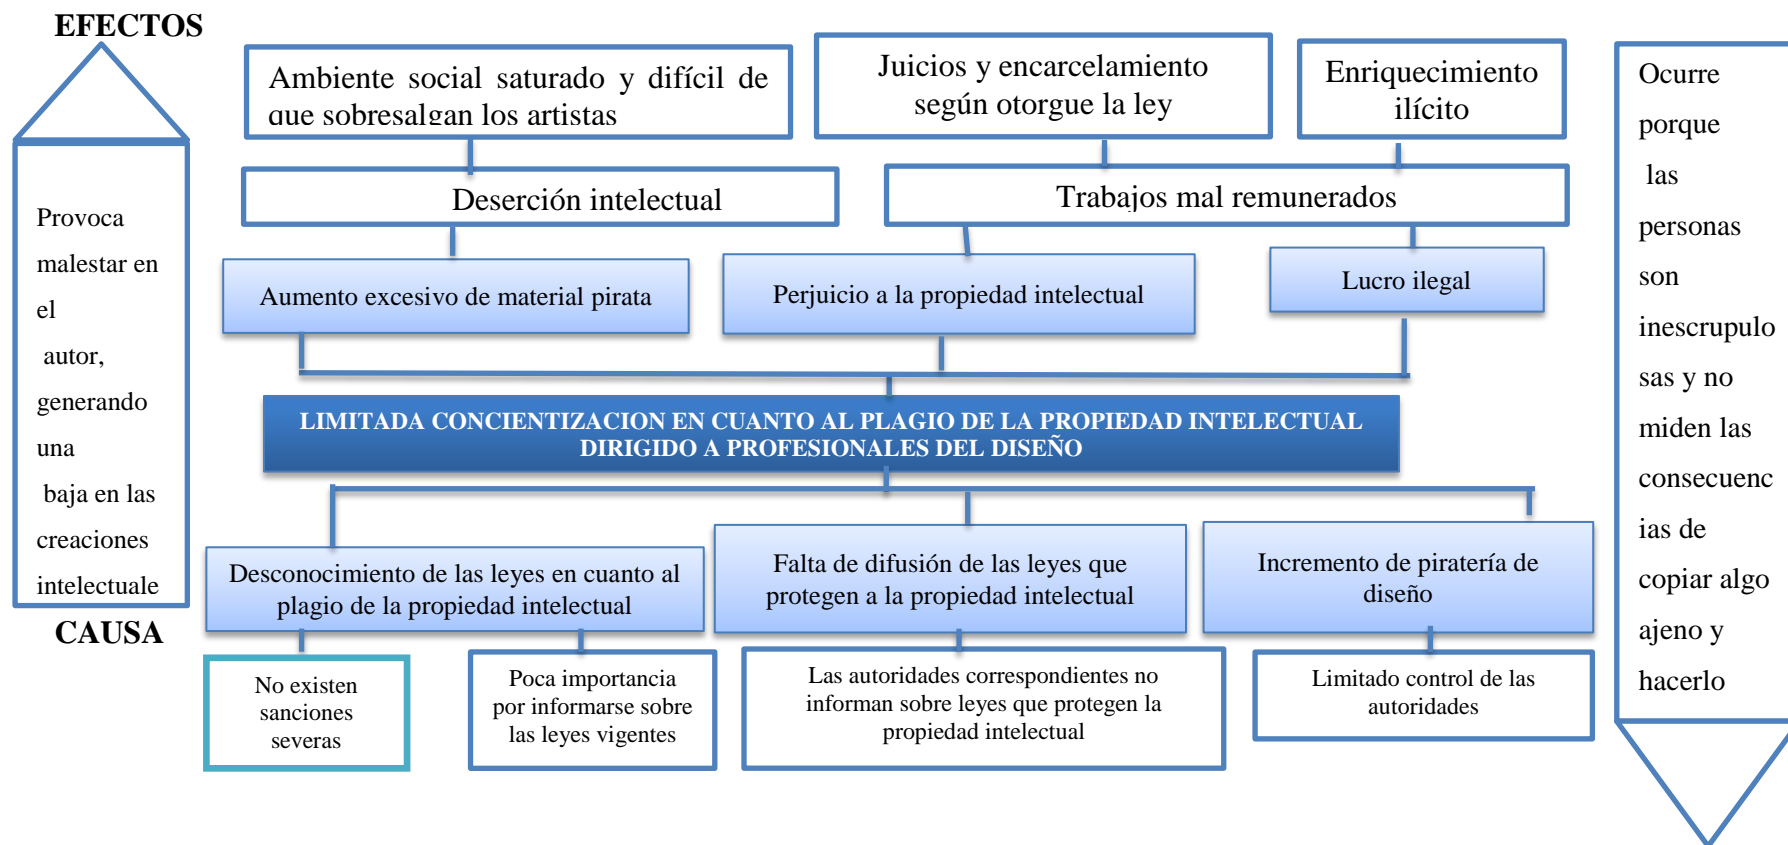 EFECTOS
Ambiente social saturado y difícil de
que sobresalgan los artistas
Juicios y encarcelamiento
según otorgue la ley
Enriquecimiento
ilícito
Deserción intelectual
Trabajos mal remunerados
Aumento excesivo de material pirata
Perjuicio a la propiedad intelectual
Lucro ilegal
LIMITADA CONCIENTIZACION EN CUANTO AL PLAGIO DE LA PROPIEDAD INTELECTUAL
DIRIGIDO A PROFESIONALES DEL DISEÑO
Desconocimiento de las leyes en cuanto al
plagio de la propiedad intelectual
Falta de difusión de las leyes que
protegen a la propiedad intelectual
Incremento de piratería de
diseño
No existen
sanciones
severas
Poca importancia
por informarse sobre
las leyes vigentes
Las autoridades correspondientes no
informan sobre leyes que protegen la
propiedad intelectual
Limitado control de las
autoridades
Provoca
malestar en
el
autor,
generando
una
baja en las
creaciones
intelectuale
CAUSA
Ocurre
porque
las
personas
son
inescrupulo
sas y no
miden las
consecuenc
ias de
copiar algo
ajeno y
hacerlo